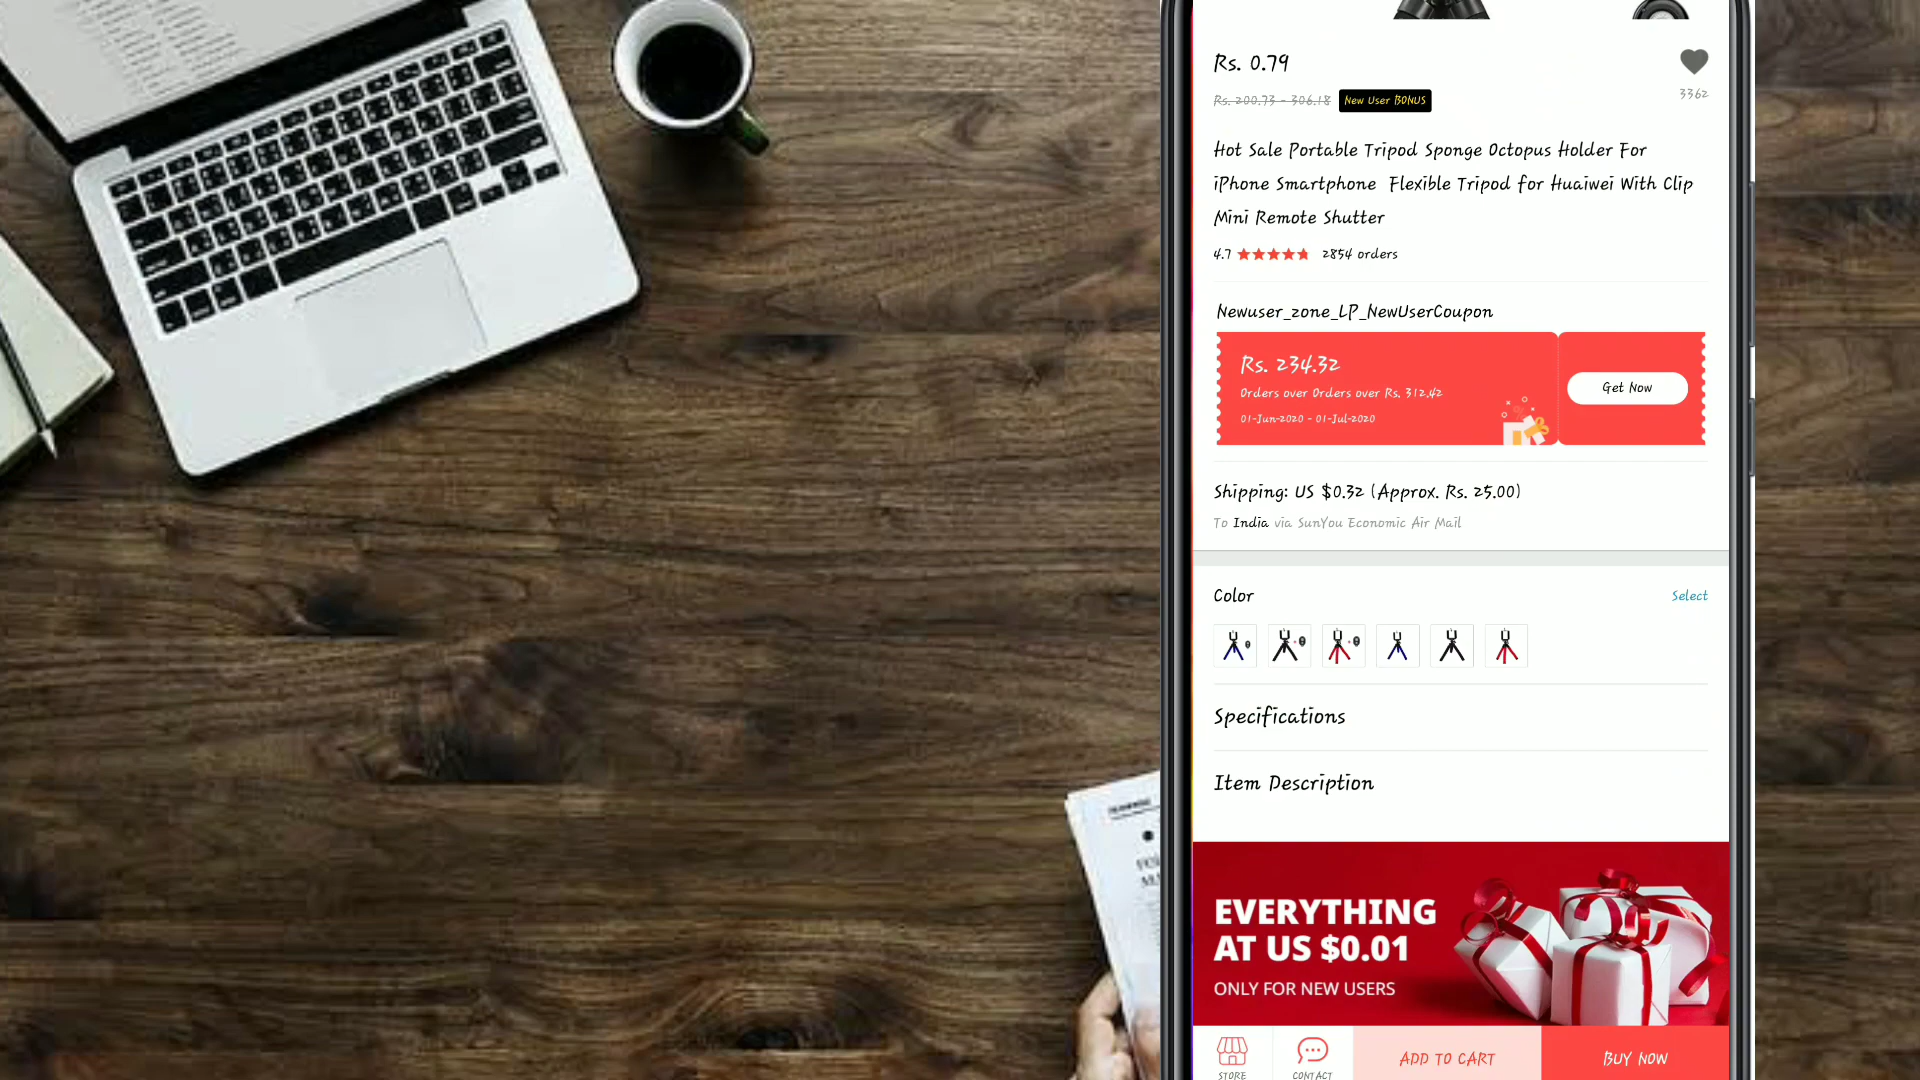 Rs. 0.79
Rs. 200.73 - 306.18 New User BONUS
3362
Hot Sale Portable Tripod Sponge Octopus Holder For
iPhone Smartphone Flexible Tripod for Huaiwei With Clip
Mini Remote Shutter
4.7 2854 orders
Newuser_zone_LP_NewUserCoupon
Rs. 234.32
Orders over Orders over Rs. 312.42
01-Jun-2020 - 01-Jul-2020
Get Now
Shipping: US $0.32 (Approx. Rs. 25.00)
To India via SunYou Economic Air Mail
Color Select
Specifications
Item Description
EVERYTHING
AT US $0.01
ONLY FOR NEW USERS
STORE CONTACT ADD TO CART BUY NOW